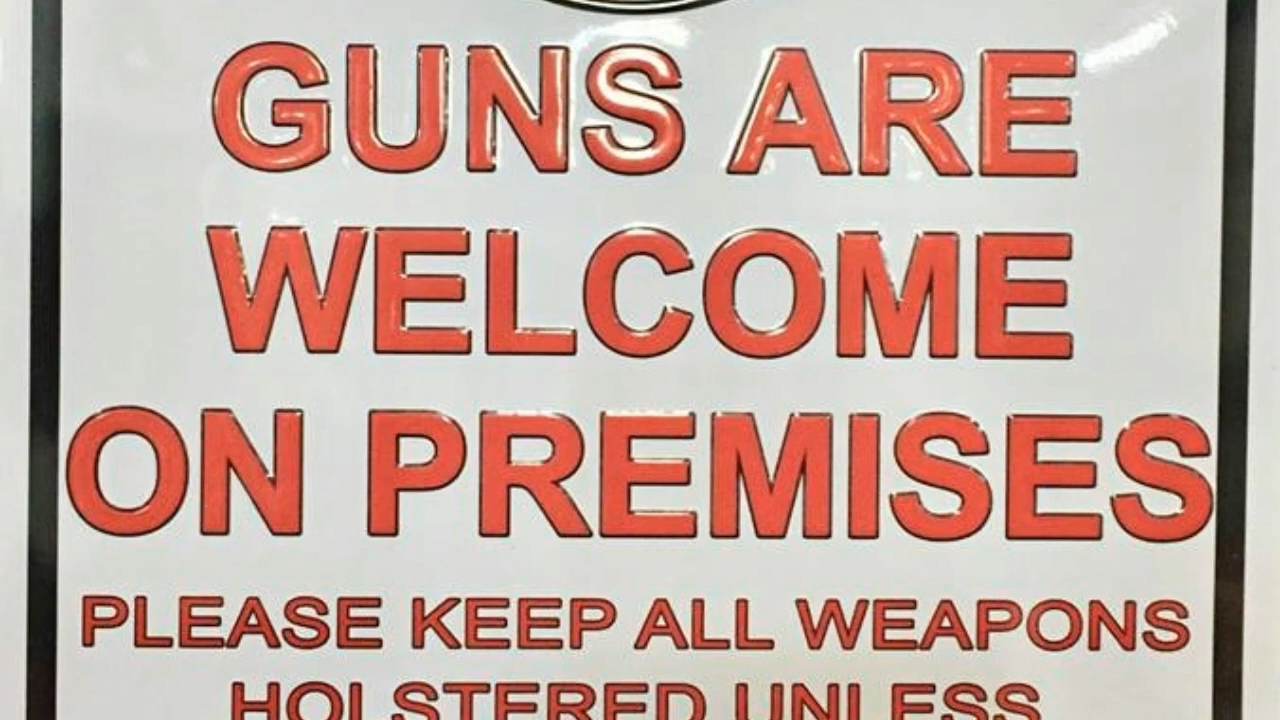 GUNS ARE
WELCOME
ON PREMISES
PLEASE KEEP ALL WEAPONS
HOLSTERED UNLESS